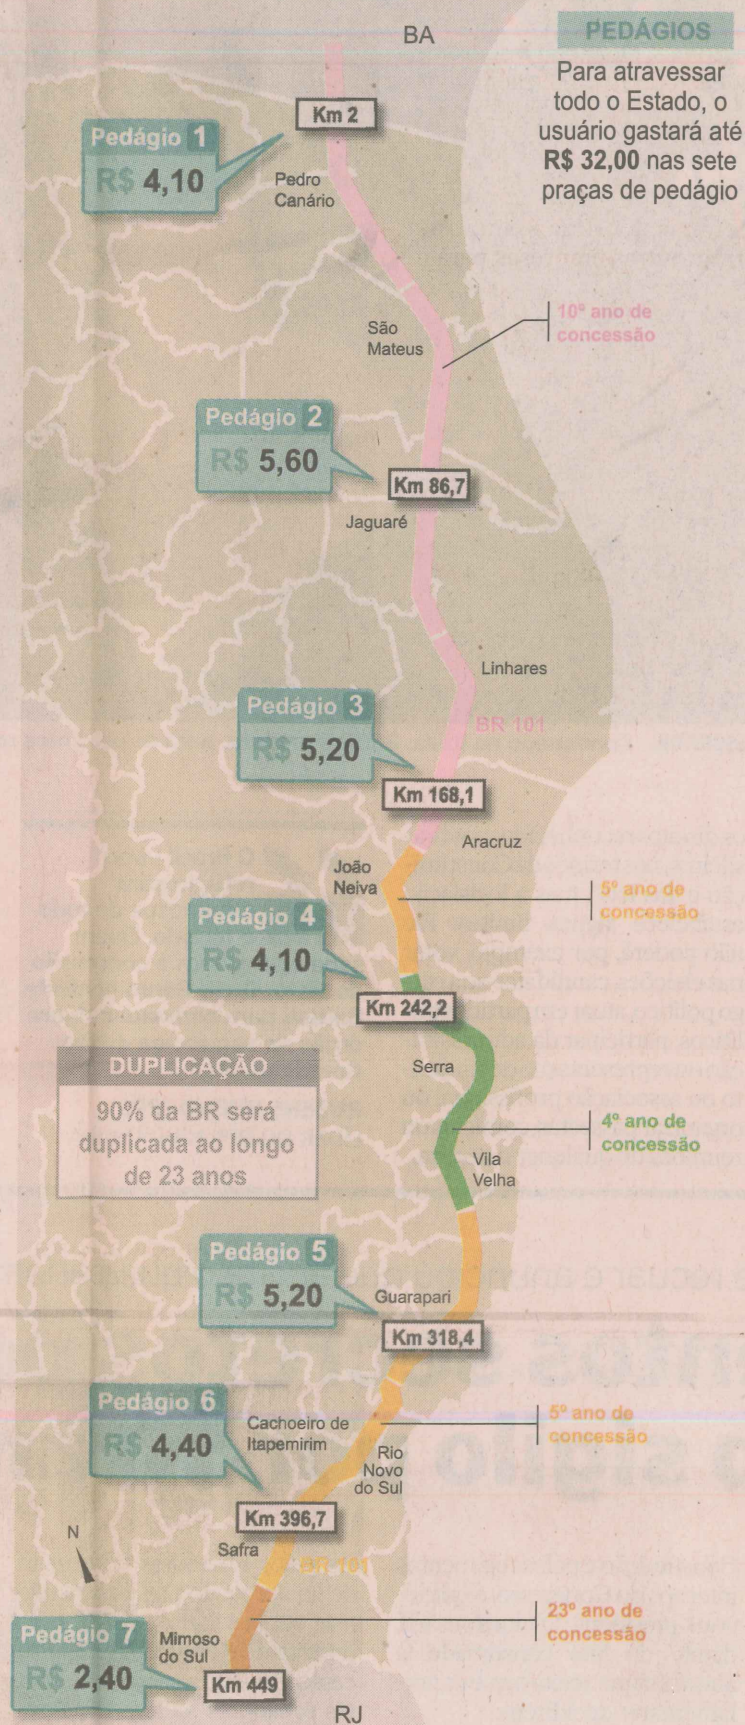 BA
PEDÁGIOS
Para atravessar
todo o Estado, o
usuário gastará até
R$ 32,00 nas sete
praças de pedágio
Km 2
Pedágio 1
R$ 4,10
Pedro
Canário
10º ano de
concessão
São
Mateus
Pedágio 2
R$ 5,60
Km 86,7
Jaguaré
Linhares
Pedágio 3
R$ 5,20
BR 101
Km 168,1
Aracruz
João
Neiva
5º ano de
concessão
Pedágio 4
R$ 4,10
Km 242,2
DUPLICAÇÃO
90% da BR será
duplicada ao longo
de 23 anos
Serra
4º ano de
concessão
Vila
Velha
Pedágio 5
R$ 5,20
Guarapari
Km 318,4
Pedágio 6
R$ 4,40
Cachoeiro de
Itapemirim
5º ano de
concessão
Rio
Novo
do Sul
Km 396,7
N
Safra
BR 101
23º ano de
concessão
Pedágio 7
R$ 2,40
Mimoso
do Sul
Km 449
RJ